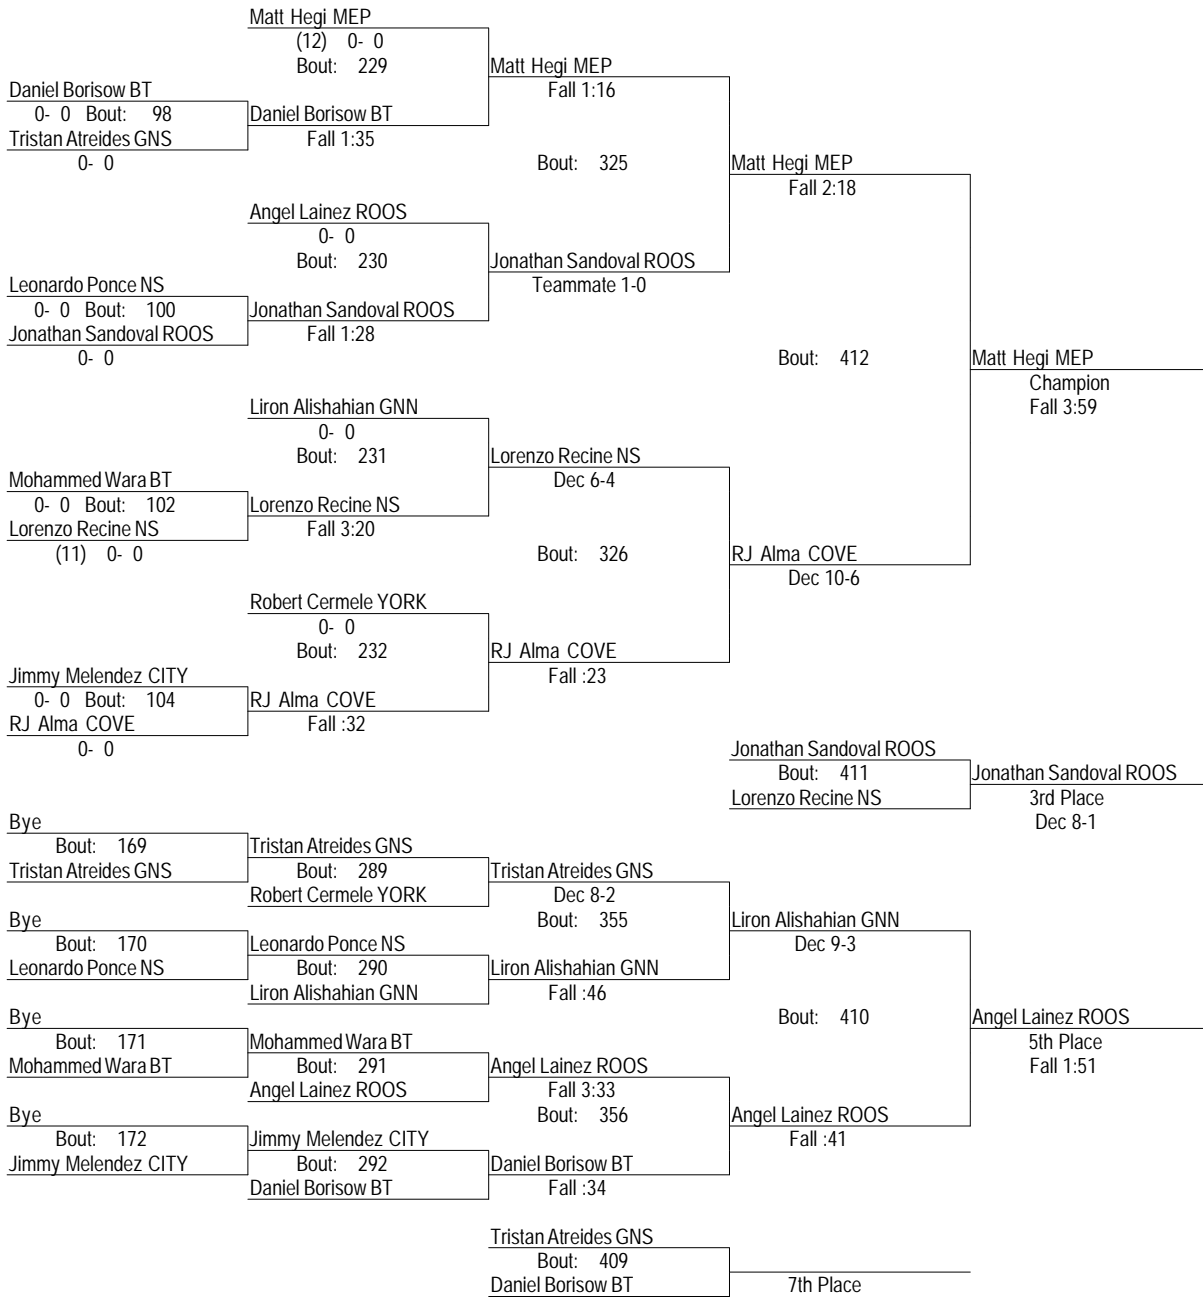 Matt Hegi MEP
(12) 0- 0
Bout: 229
Matt Hegi MEP
Fall 1:16
Daniel Borisow BT
0- 0 Bout: 98
Daniel Borisow BT
Tristan Atreides GNS
Fall 1:35
0- 0
Bout: 325
Matt Hegi MEP
Fall 2:18
Angel Lainez ROOS
0- 0
Bout: 230
Jonathan Sandoval ROOS
Teammate 1-0
Leonardo Ponce NS
0- 0 Bout: 100
Jonathan Sandoval ROOS
Jonathan Sandoval ROOS
Fall 1:28
0- 0
Bout: 412
Matt Hegi MEP
Champion
Fall 3:59
Liron Alishahian GNN
0- 0
Bout: 231
Lorenzo Recine NS
Dec 6-4
Mohammed Wara BT
0- 0 Bout: 102
Lorenzo Recine NS
Lorenzo Recine NS
Fall 3:20
(11) 0- 0
Bout: 326
RJ Alma COVE
Dec 10-6
Robert Cermele YORK
0- 0
Bout: 232
RJ Alma COVE
Fall :23
Jimmy Melendez CITY
0- 0 Bout: 104
RJ Alma COVE
RJ Alma COVE
Fall :32
0- 0
Jonathan Sandoval ROOS
Bout: 411
Jonathan Sandoval ROOS
Lorenzo Recine NS
3rd Place
Dec 8-1
Bye
Bout: 169
Tristan Atreides GNS
Tristan Atreides GNS
Bout: 289
Tristan Atreides GNS
Robert Cermele YORK
Dec 8-2
Bye
Bout: 355
Liron Alishahian GNN
Bout: 170
Leonardo Ponce NS
Dec 9-3
Leonardo Ponce NS
Bout: 290
Liron Alishahian GNN
Liron Alishahian GNN
Fall :46
Bye
Bout: 410
Angel Lainez ROOS
Bout: 171
Mohammed Wara BT
5th Place
Mohammed Wara BT
Bout: 291
Angel Lainez ROOS
Fall 1:51
Angel Lainez ROOS
Fall 3:33
Bye
Bout: 356
Angel Lainez ROOS
Bout: 172
Jimmy Melendez CITY
Fall :41
Jimmy Melendez CITY
Bout: 292
Daniel Borisow BT
Daniel Borisow BT
Fall :34
Tristan Atreides GNS
Bout: 409
Daniel Borisow BT
7th Place